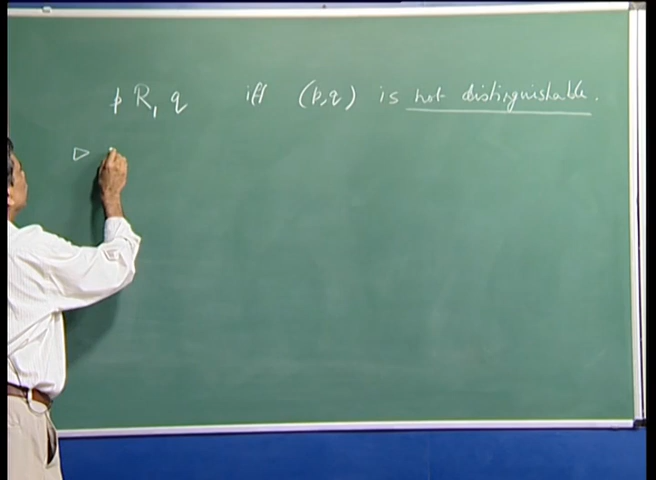 p R₁ q iff (p,q) is not distinguishable.
▷